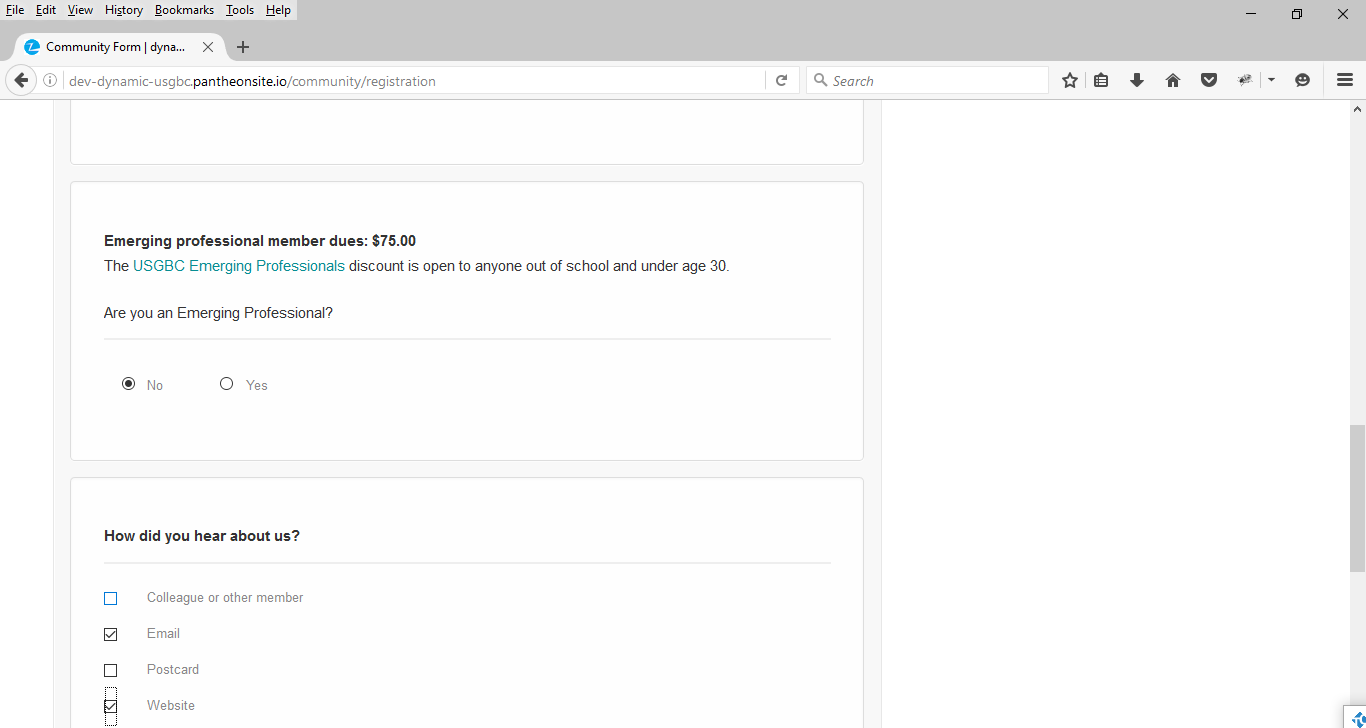 File Edit View History Bookmarks Tools Help
Community Form | dyna...
dev-dynamic-usgbc.pantheonsite.io/community/registration
Search
Emerging professional member dues: $75.00
The USGBC Emerging Professionals discount is open to anyone out of school and under age 30.
Are you an Emerging Professional?
No Yes
How did you hear about us?
Colleague or other member
Email
Postcard
Website